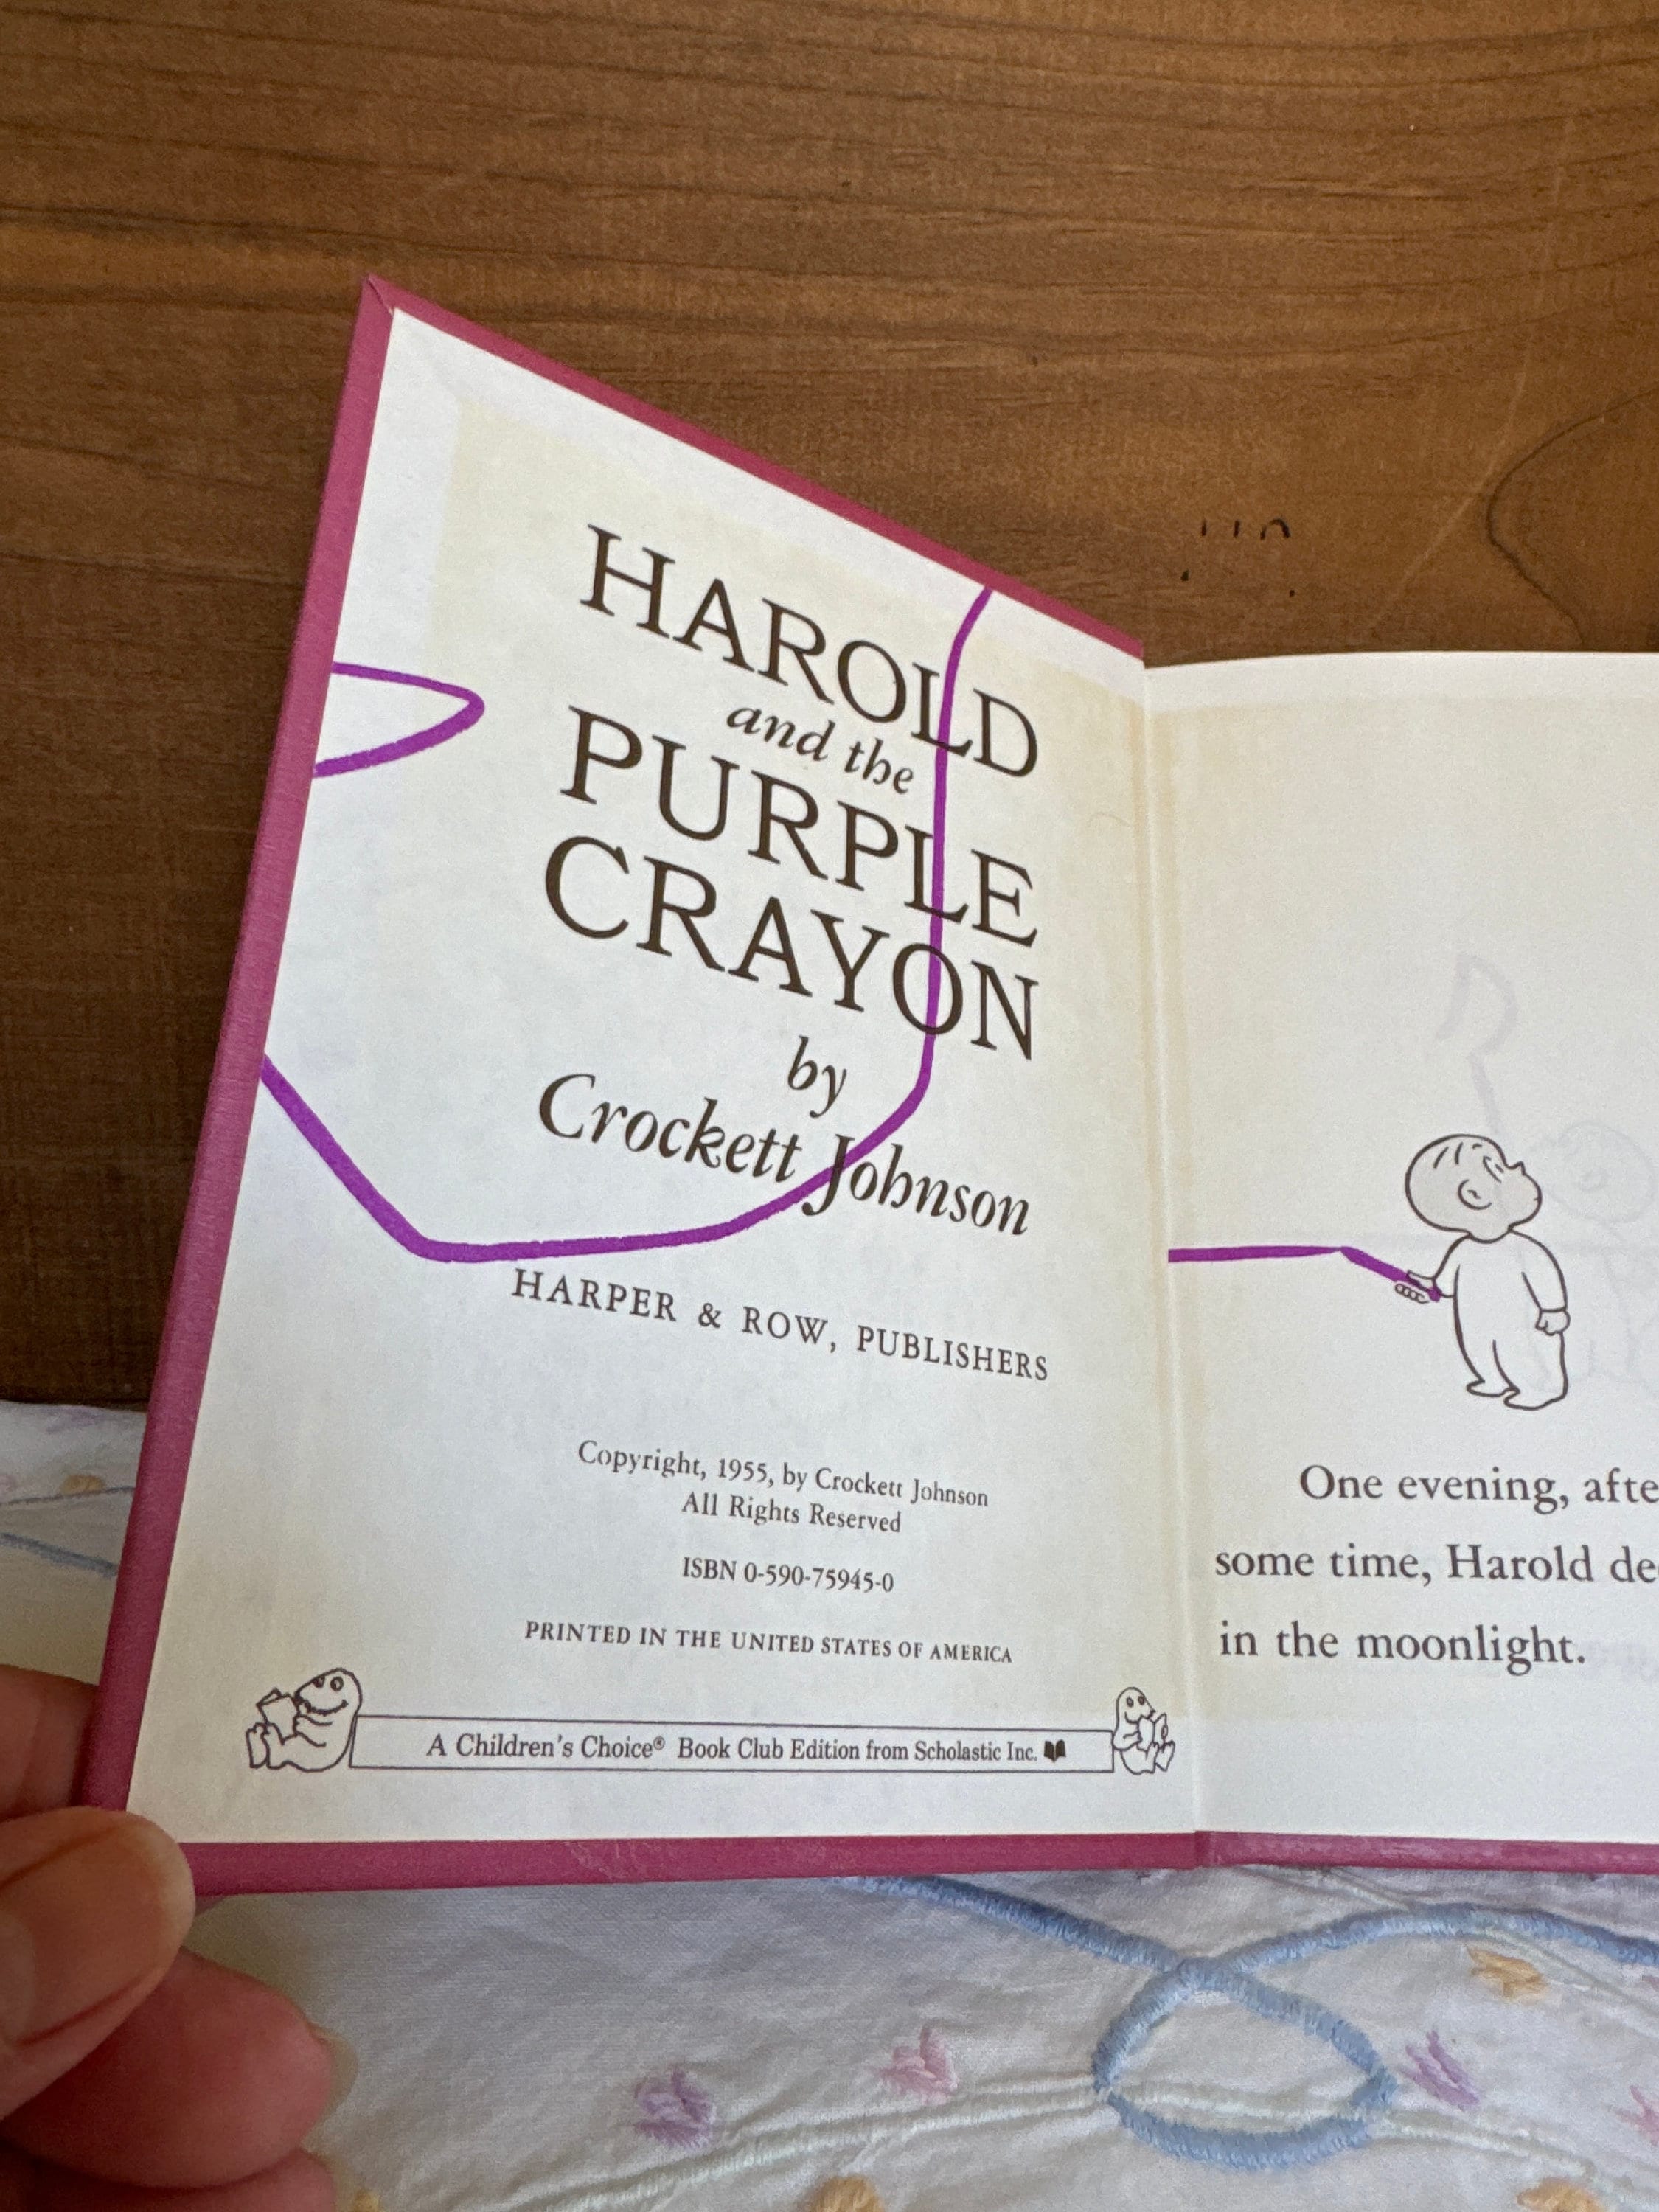 HAROLD
and the
PURPLE
CRAYON
by
Crockett Johnson
HARPER & ROW, PUBLISHERS
Copyright, 1955, by Crockett Johnson
All Rights Reserved
ISBN 0-590-75945-0
PRINTED IN THE UNITED STATES OF AMERICA
A Children's Choice® Book Club Edition from Scholastic Inc.
One evening, afte
some time, Harold de
in the moonlight.